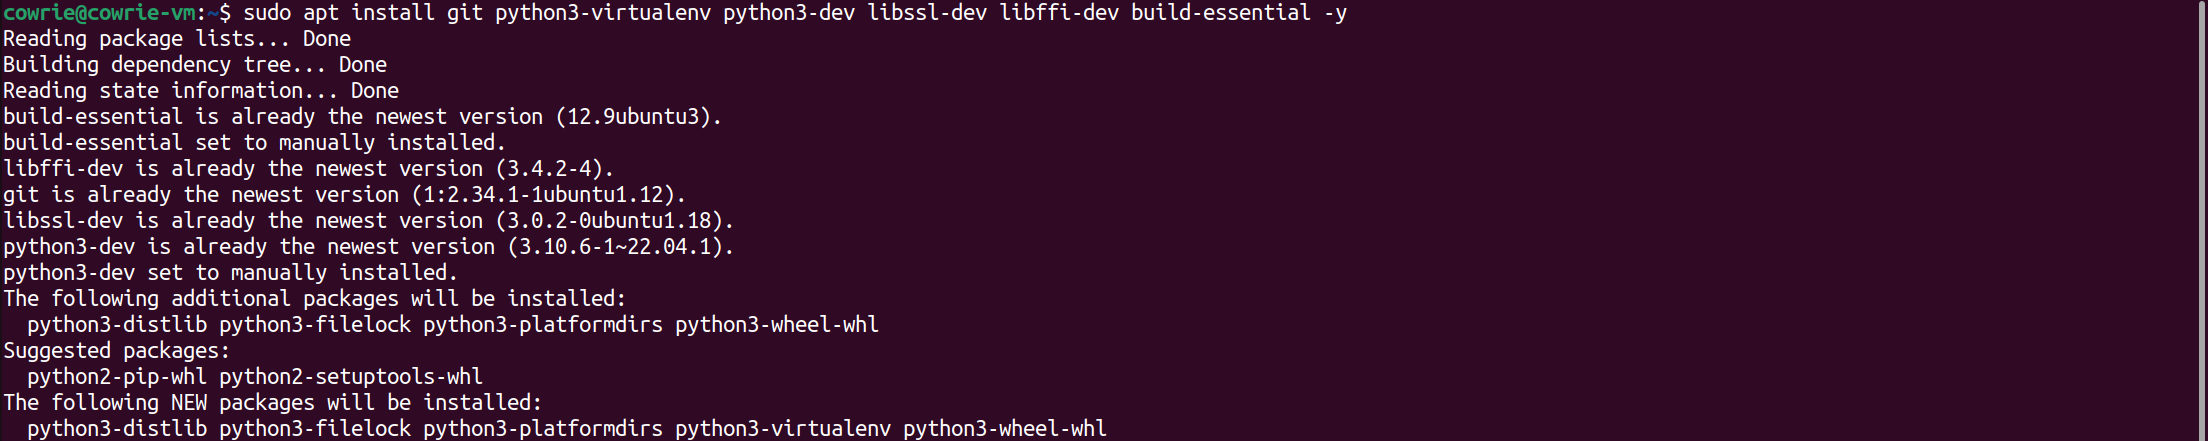 cowrie@cowrie-vm:~$ sudo apt install git python3-virtualenv python3-dev libssl-dev libffi-dev build-essential -y
Reading package lists... Done
Building dependency tree... Done
Reading state information... Done
build-essential is already the newest version (12.9ubuntu3).
build-essential set to manually installed.
libffi-dev is already the newest version (3.4.2-4).
git is already the newest version (1:2.34.1-1ubuntu1.12).
libssl-dev is already the newest version (3.0.2-0ubuntu1.18).
python3-dev is already the newest version (3.10.6-1~22.04.1).
python3-dev set to manually installed.
The following additional packages will be installed:
  python3-distlib python3-filelock python3-platformdirs python3-wheel-whl
Suggested packages:
  python2-pip-whl python2-setuptools-whl
The following NEW packages will be installed:
  python3-distlib python3-filelock python3-platformdirs python3-virtualenv python3-wheel-whl